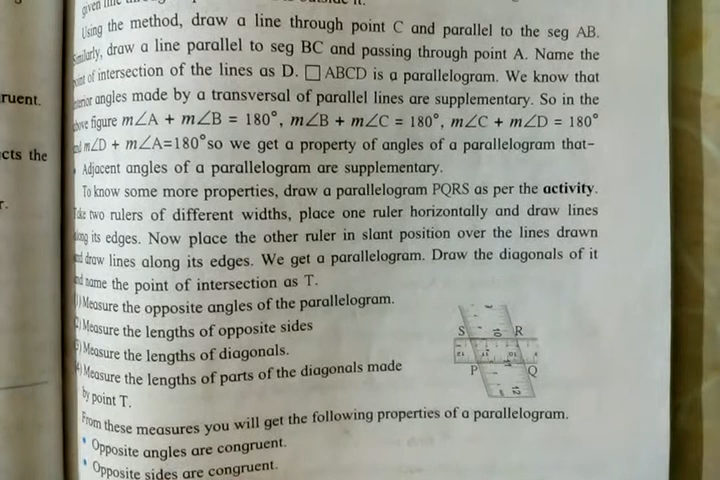 given
Using the method, draw a line through point C and parallel to the seg AB.
Similarly, draw a line parallel to seg BC and passing through point A. Name the
point of intersection of the lines as D. □ ABCD is a parallelogram. We know that
interior angles made by a transversal of parallel lines are supplementary. So in the
above figure m∠A + m∠B = 180°, m∠B + m∠C = 180°, m∠C + m∠D = 180°
and m∠D + m∠A=180° so we get a property of angles of a parallelogram that-
• Adjacent angles of a parallelogram are supplementary.
To know some more properties, draw a parallelogram PQRS as per the activity.
Take two rulers of different widths, place one ruler horizontally and draw lines
along its edges. Now place the other ruler in slant position over the lines drawn
and draw lines along its edges. We get a parallelogram. Draw the diagonals of it
and name the point of intersection as T.
(1) Measure the opposite angles of the parallelogram.
(2) Measure the lengths of opposite sides
(3) Measure the lengths of diagonals.
(4) Measure the lengths of parts of the diagonals made
by point T.
S R
P Q
From these measures you will get the following properties of a parallelogram.
• Opposite angles are congruent.
• Opposite sides are congruent.
ruent.
cts the
r.